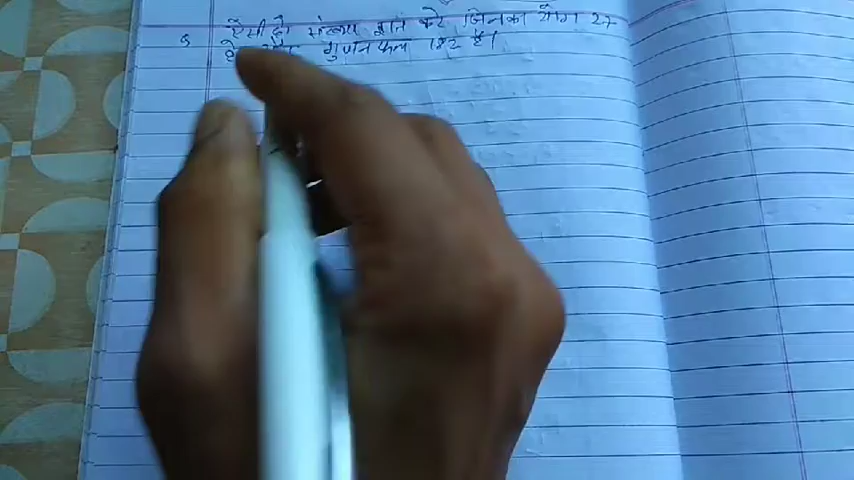 ऐसी दो संख्याएं ज्ञात करे जिनका योग 27
गुणनफल 182 है।